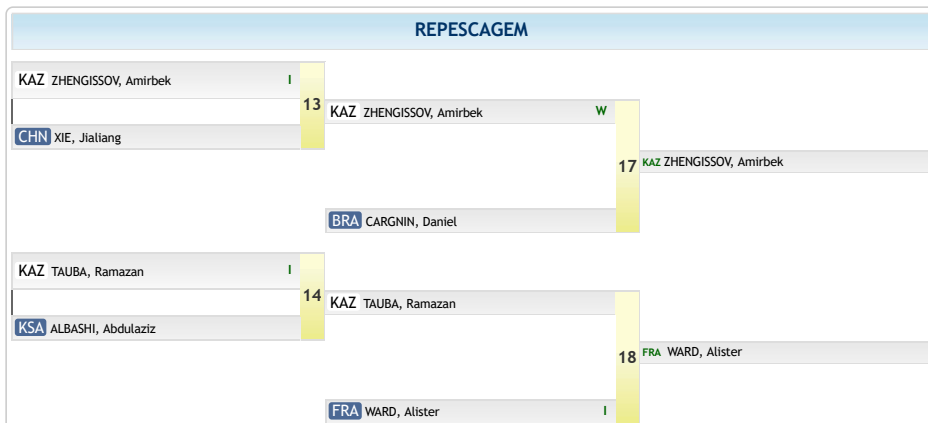 REPESCAGEM
KAZ ZHENGISSOV, Amirbek I
13
CHN XIE, Jialiang
KAZ ZHENGISSOV, Amirbek W
17
KAZ ZHENGISSOV, Amirbek
BRA CARGNIN, Daniel
KAZ TAUBA, Ramazan I
14
KSA ALBASHI, Abdulaziz
KAZ TAUBA, Ramazan
18
FRA WARD, Alister
FRA WARD, Alister I